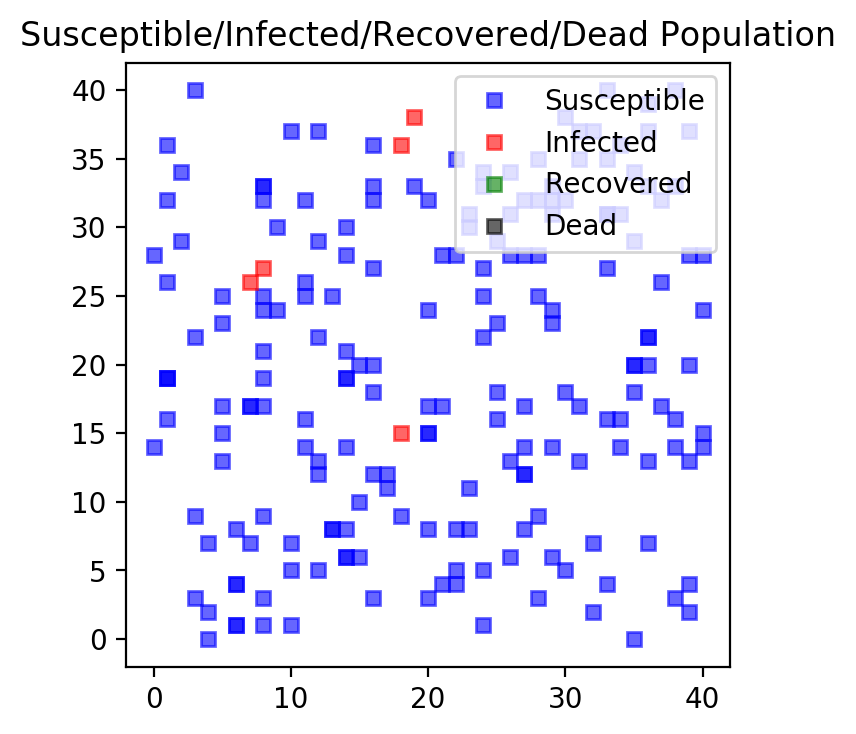 Susceptible/Infected/Recovered/Dead Population
40
35
30
25
20
15
10
5
0
Susceptible
Infected
Recovered
Dead
0 10 20 30 40